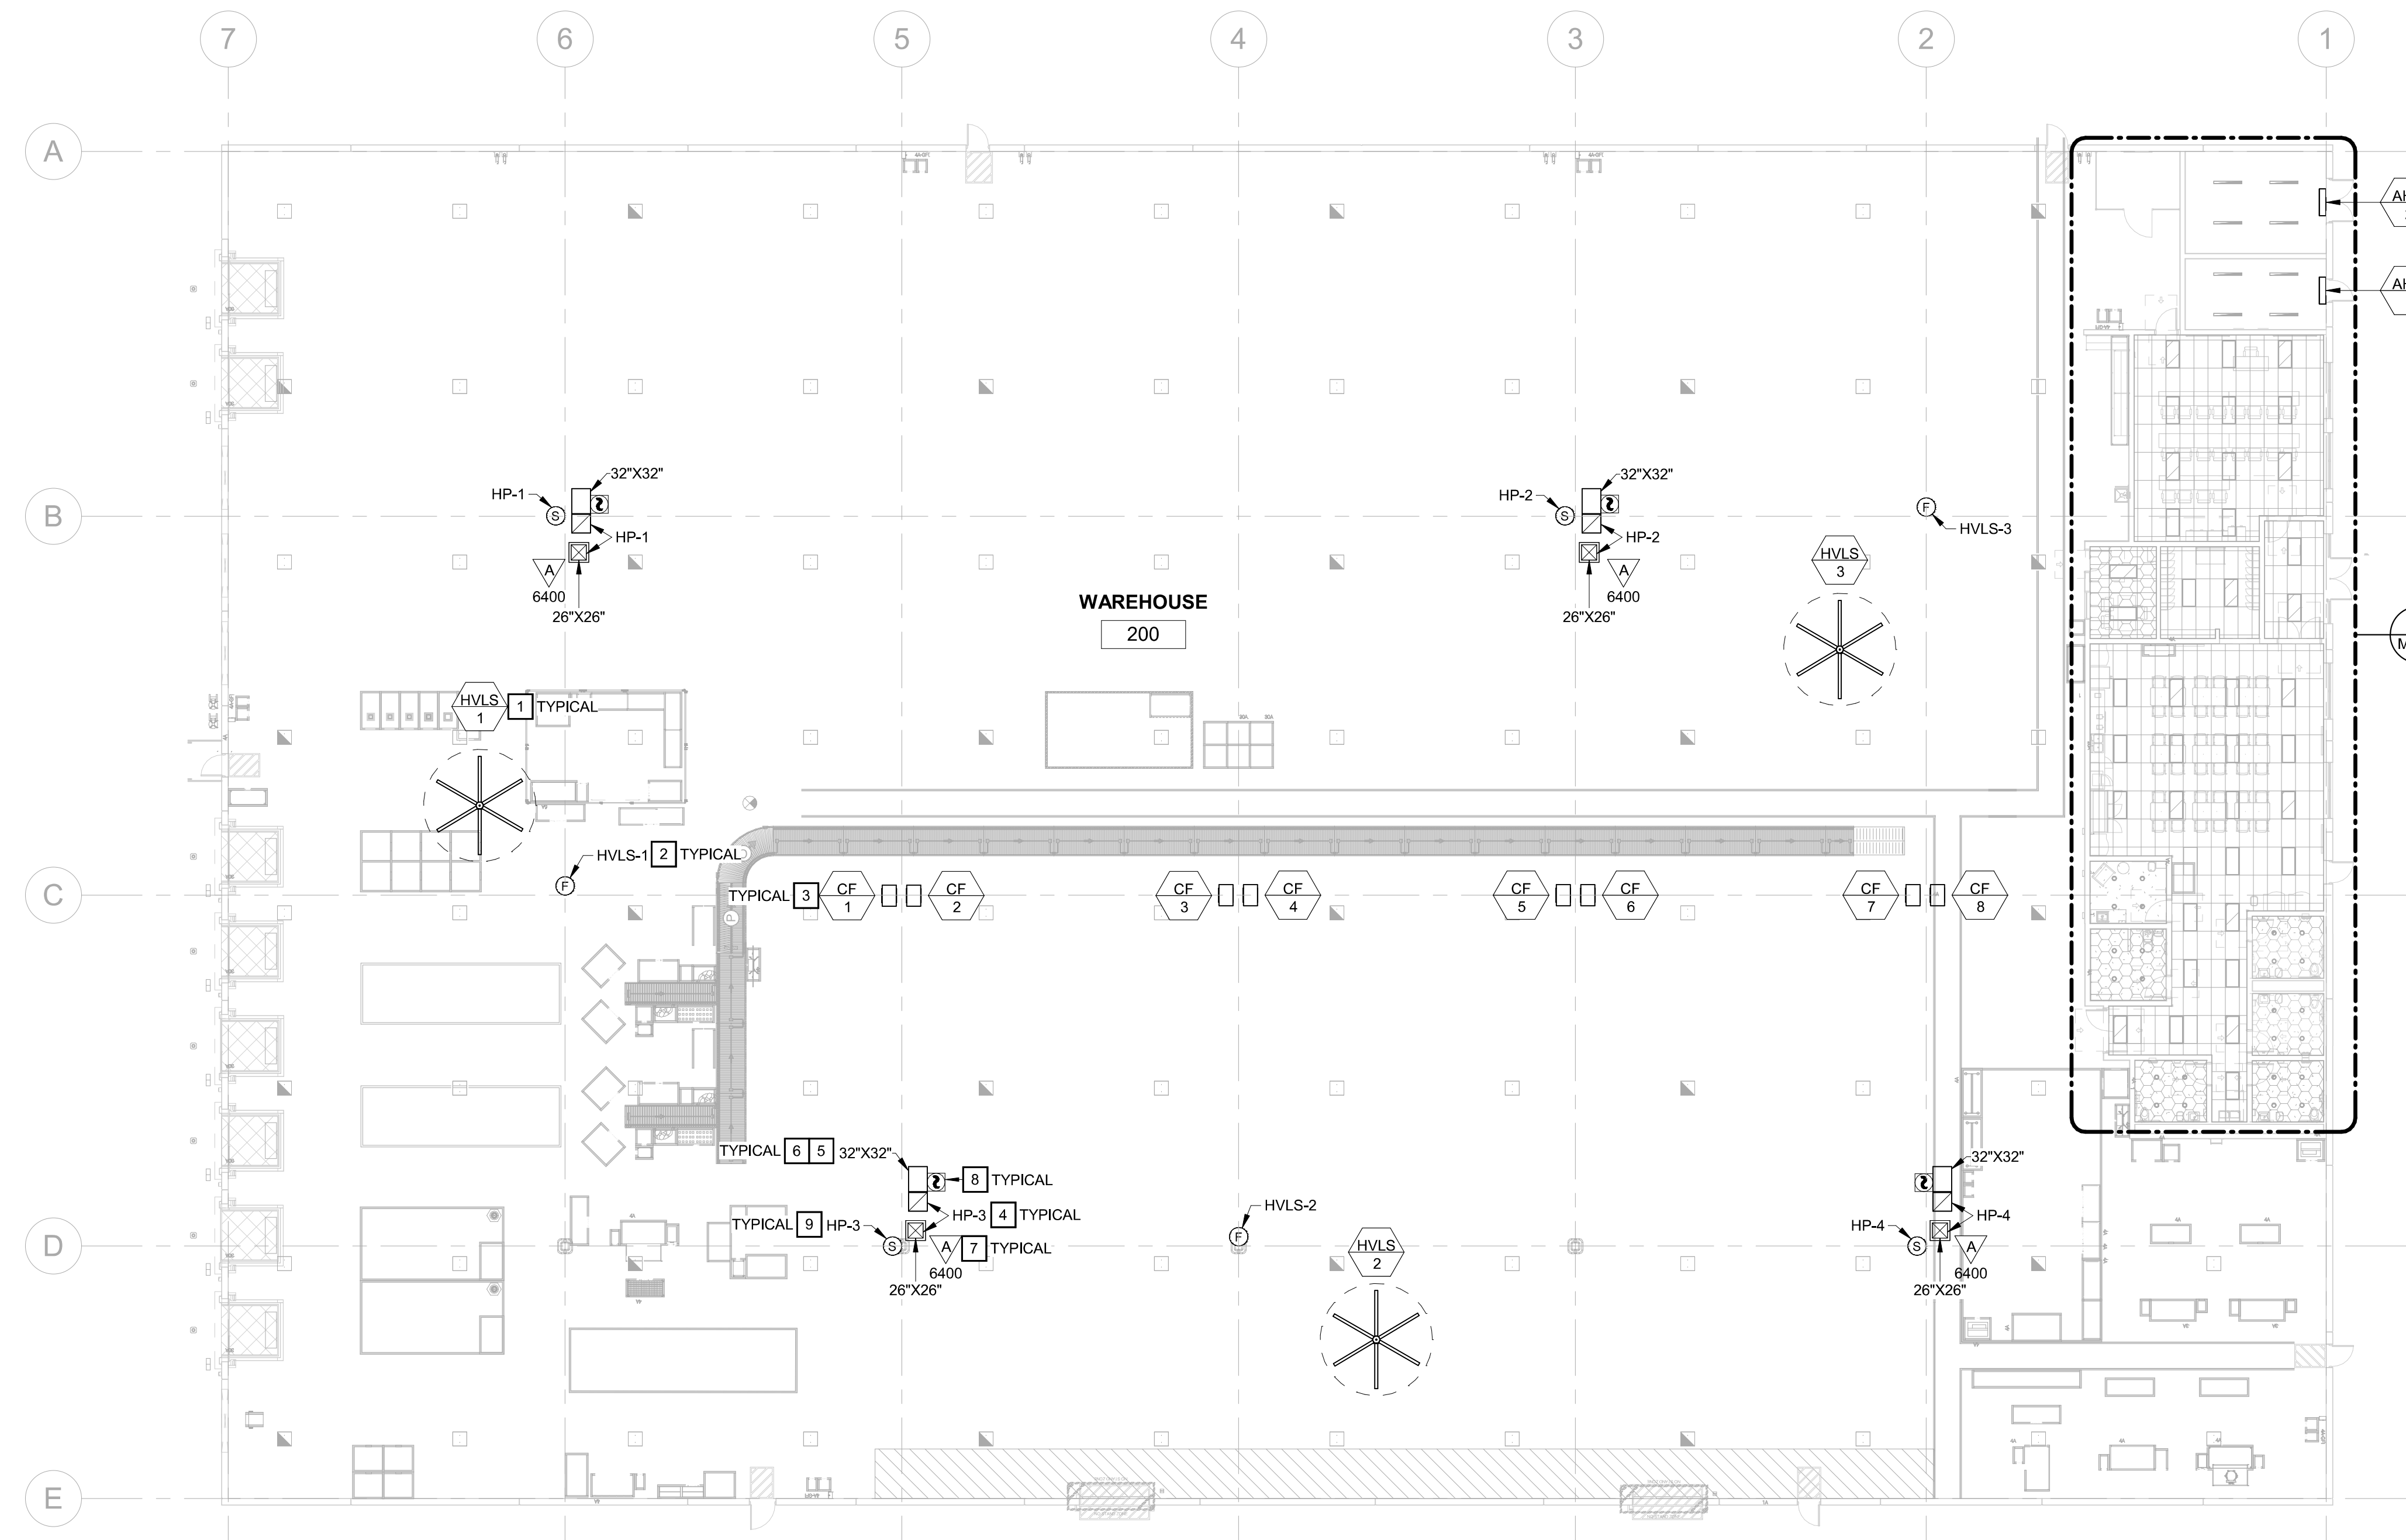 7
6
5
4
3
2
1
A
B
C
D
E
32"X32"
HP-1
HP-1
A
6400
26"X26"
S
32"X32"
HP-2
HP-2
A
6400
26"X26"
S
F
HVLS-3
HVLS
3
WAREHOUSE
200
HVLS
1
1
TYPICAL
HVLS-1
2
TYPICAL
F
TYPICAL
3
CF
1
CF
2
CF
3
CF
4
CF
5
CF
6
CF
7
CF
8
P
TYPICAL
6
5
32"X32"
8
TYPICAL
HP-3
4
TYPICAL
TYPICAL
9
HP-3
S
A
7
TYPICAL
6400
26"X26"
HVLS-2
F
HVLS
2
32"X32"
HP-4
HP-4
S
A
6400
26"X26"